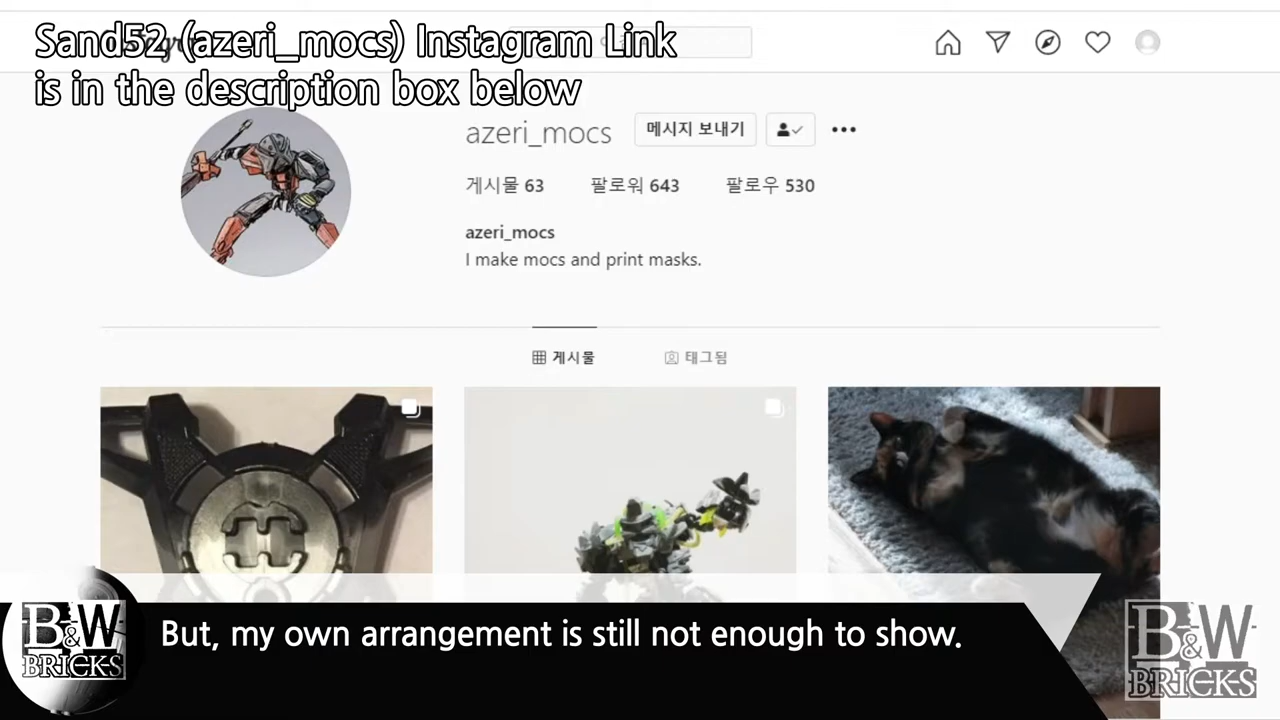 Sand52 (azeri_mocs) Instagram Link
is in the description box below
azeri_mocs
메시지 보내기
게시물 63
팔로워 643
팔로우 530
azeri_mocs
I make mocs and print masks.
게시물
태그됨
B&W
BRICKS
But, my own arrangement is still not enough to show.
B&W
BRICKS